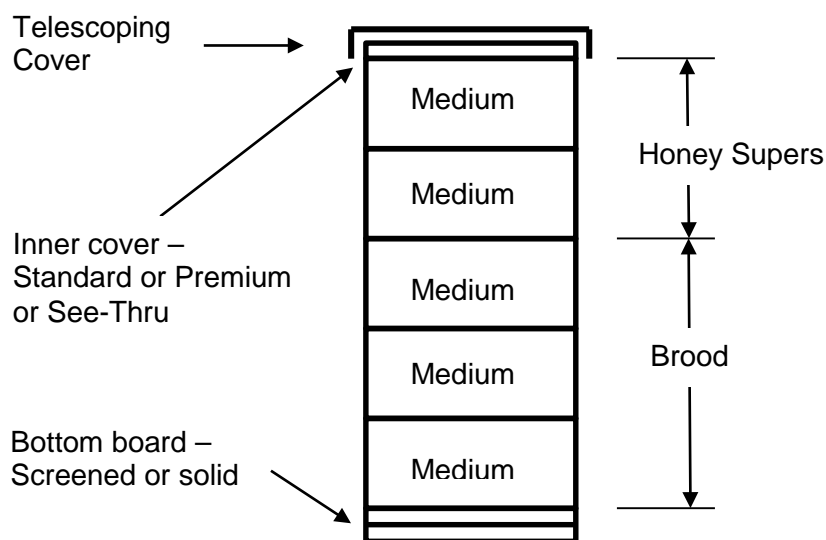 Telescoping
Cover
Medium
Honey Supers
Medium
Inner cover –
Standard or Premium
or See-Thru
Medium
Brood
Medium
Bottom board –
Screened or solid
Medium